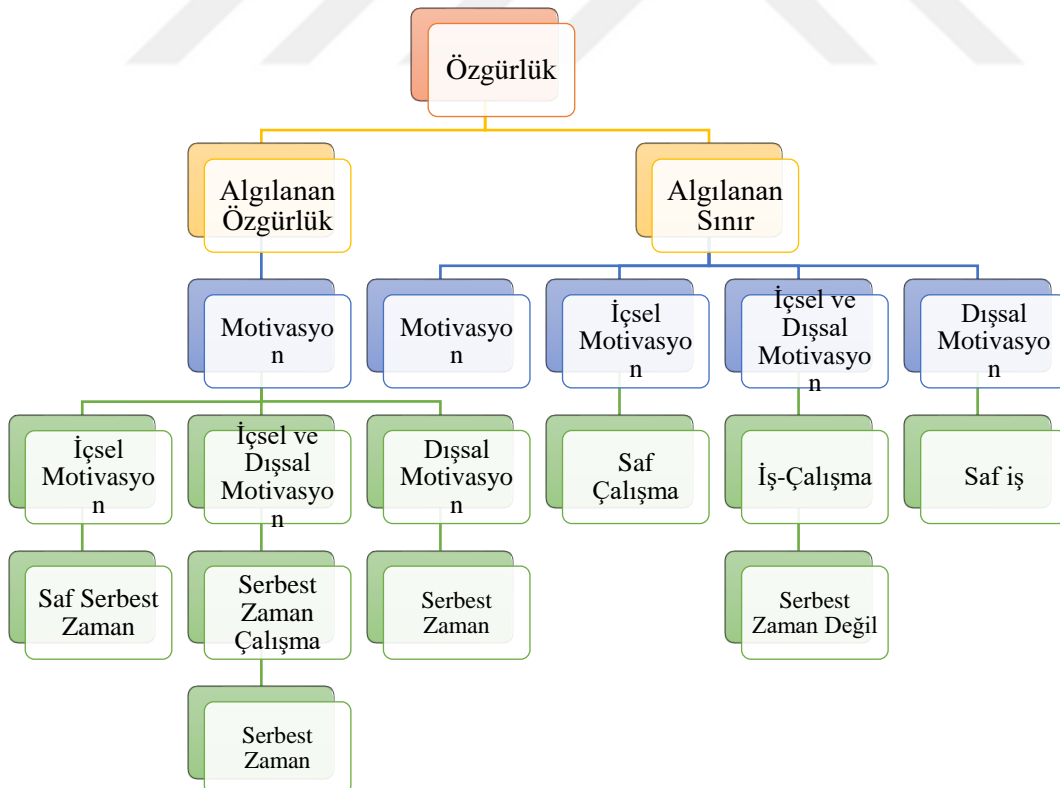 Özgürlük
Algılanan
Özgürlük
Algılanan
Sınır
Motivasyo
n
Motivasyo
n
İçsel
Motivasyo
n
İçsel ve
Dışsal
Motivasyo
n
Dışsal
Motivasyo
n
İçsel
Motivasyo
n
İçsel ve
Dışsal
Motivasyo
n
Dışsal
Motivasyo
n
Saf
Çalışma
İş-Çalışma
Saf iş
Saf Serbest
Zaman
Serbest
Zaman
Çalışma
Serbest
Zaman
Serbest
Zaman Değil
Serbest
Zaman